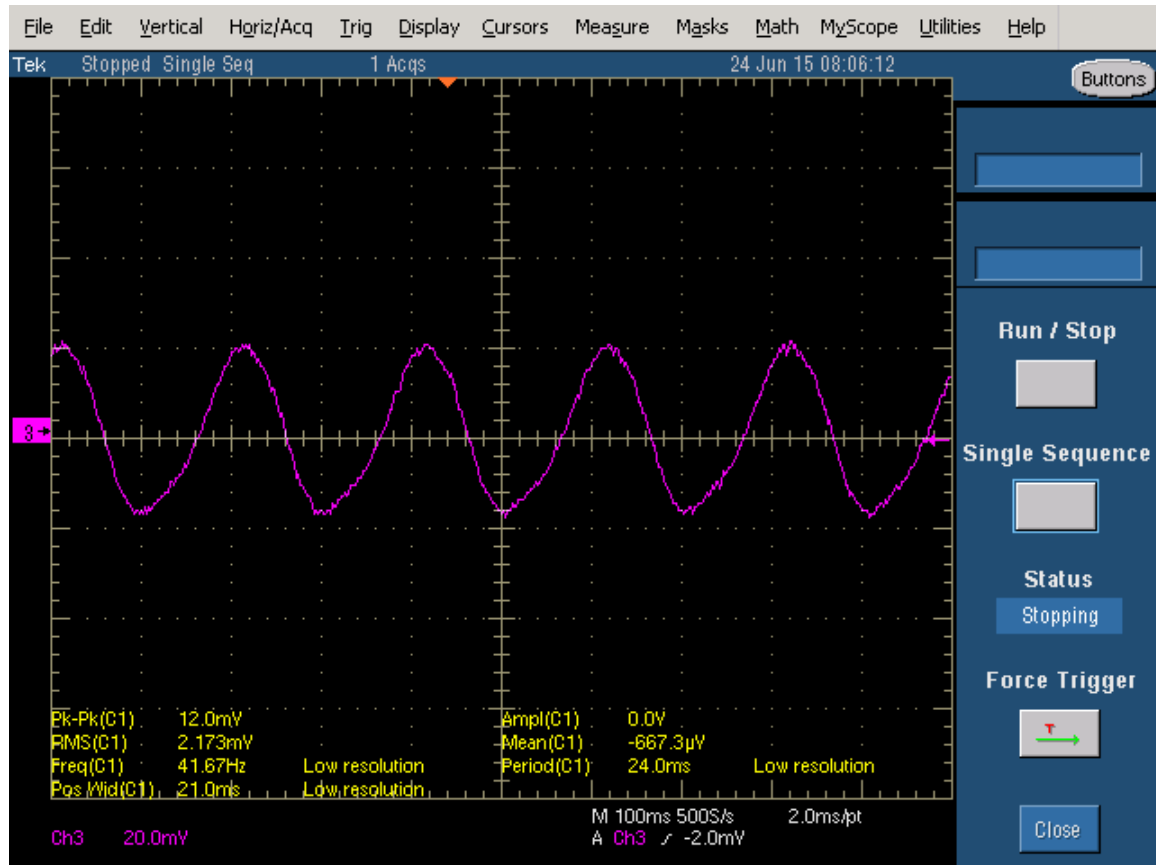 File Edit Vertical Horiz/Acq Trig Display Cursors Measure Masks Math MyScope Utilities Help
Tek Stopped Single Seq 1 Acqs 24 Jun 15 08:06:12
Buttons
Run / Stop
3
Single Sequence
Status
Stopping
Force Trigger
Pk-Pk(C1) 12.0mV Ampl(C1) 0.0V
RMS(C1) 2.173mV Mean(C1) -667.3µV
Freq(C1) 41.67Hz Low resolution Period(C1) 24.0ms Low resolution
Pos Wid(C1) 21.0ms Low resolution
T
M 100ms 500S/s 2.0ms/pt
Ch3 20.0mV A Ch3 -2.0mV
Close